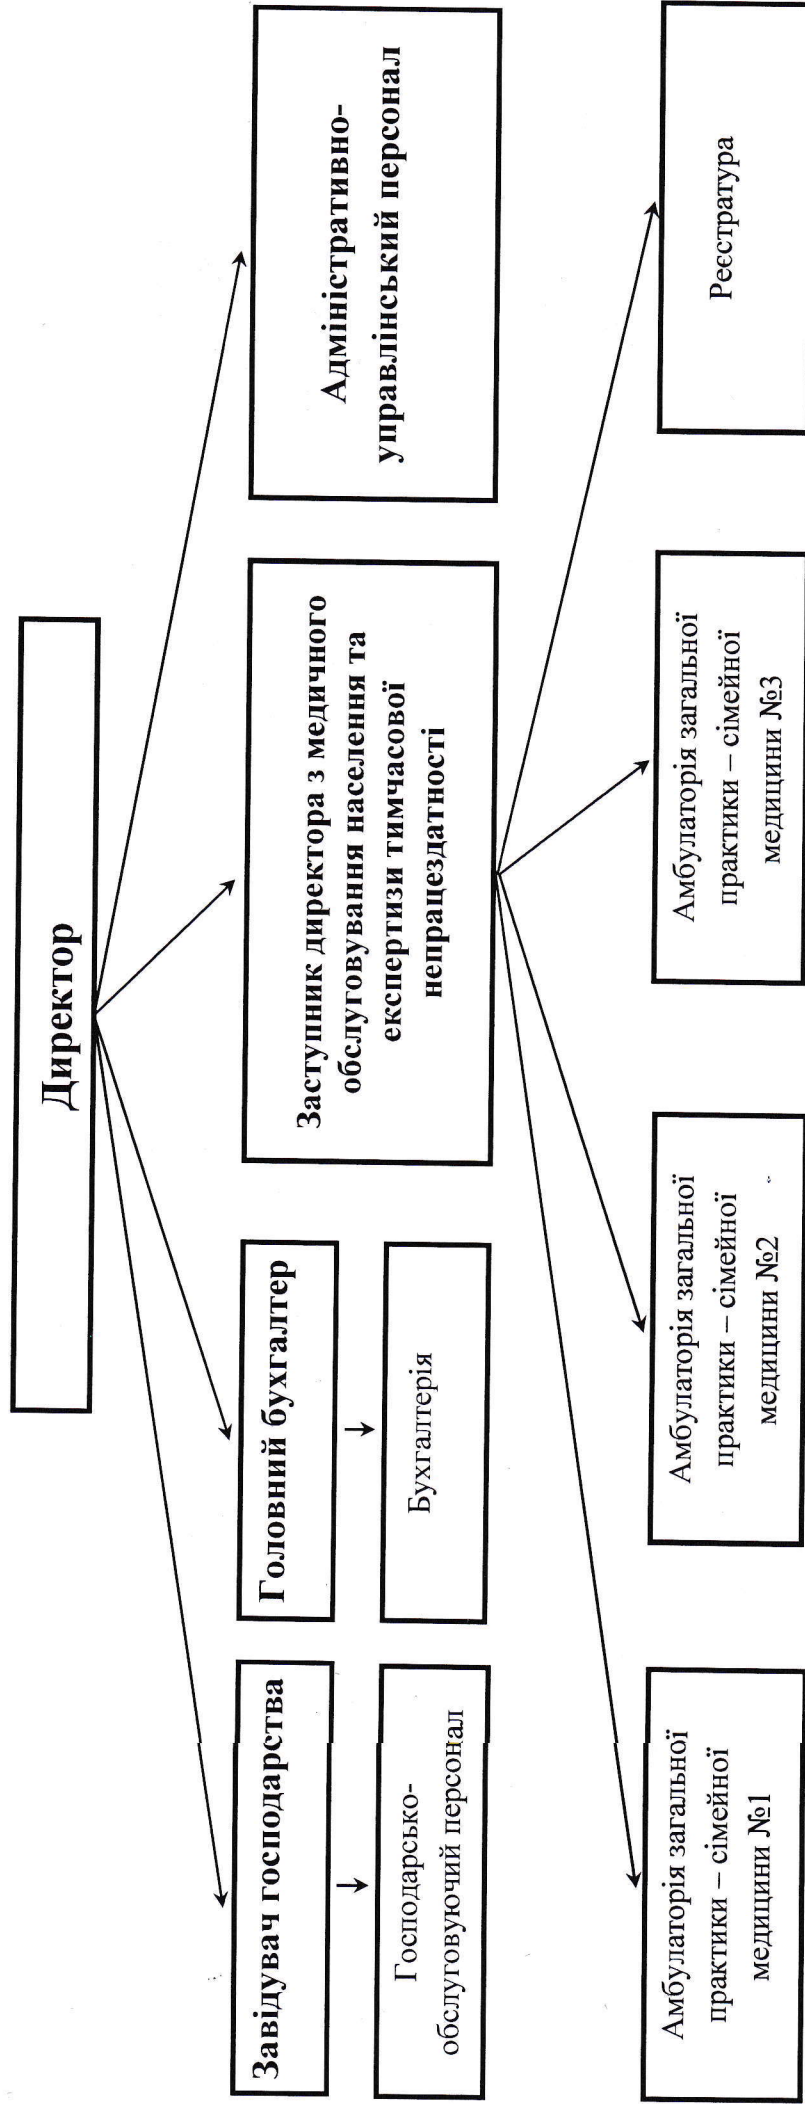 Директор
Завідувач господарства
Головний бухгалтер
Заступник директора з медичного
обслуговування населення та
експертизи тимчасової
непрацездатності
Адміністративно-
управлінський персонал
Господарсько-
обслуговуючий персонал
Бухгалтерія
Амбулаторія загальної
практики – сімейної
медицини №1
Амбулаторія загальної
практики – сімейної
медицини №2
Амбулаторія загальної
практики – сімейної
медицини №3
Реєстратура